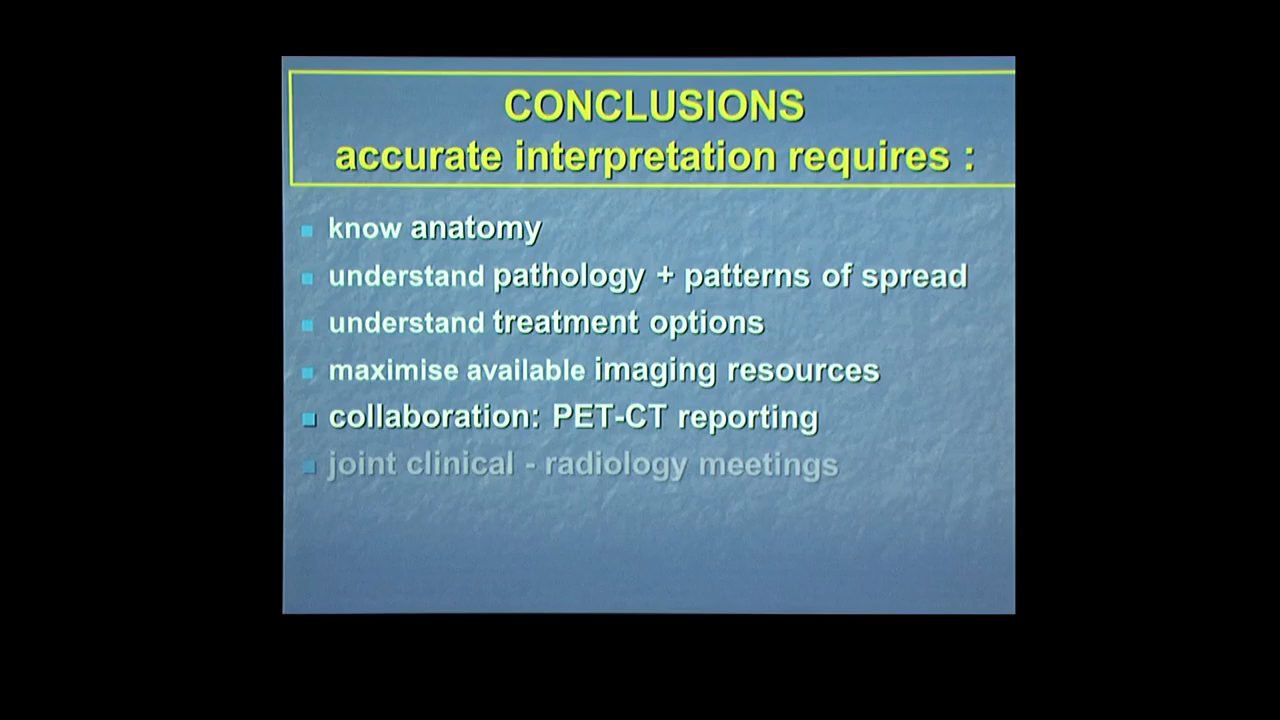 CONCLUSIONS
accurate interpretation requires :
know anatomy
understand pathology + patterns of spread
understand treatment options
maximise available imaging resources
collaboration: PET-CT reporting
joint clinical - radiology meetings